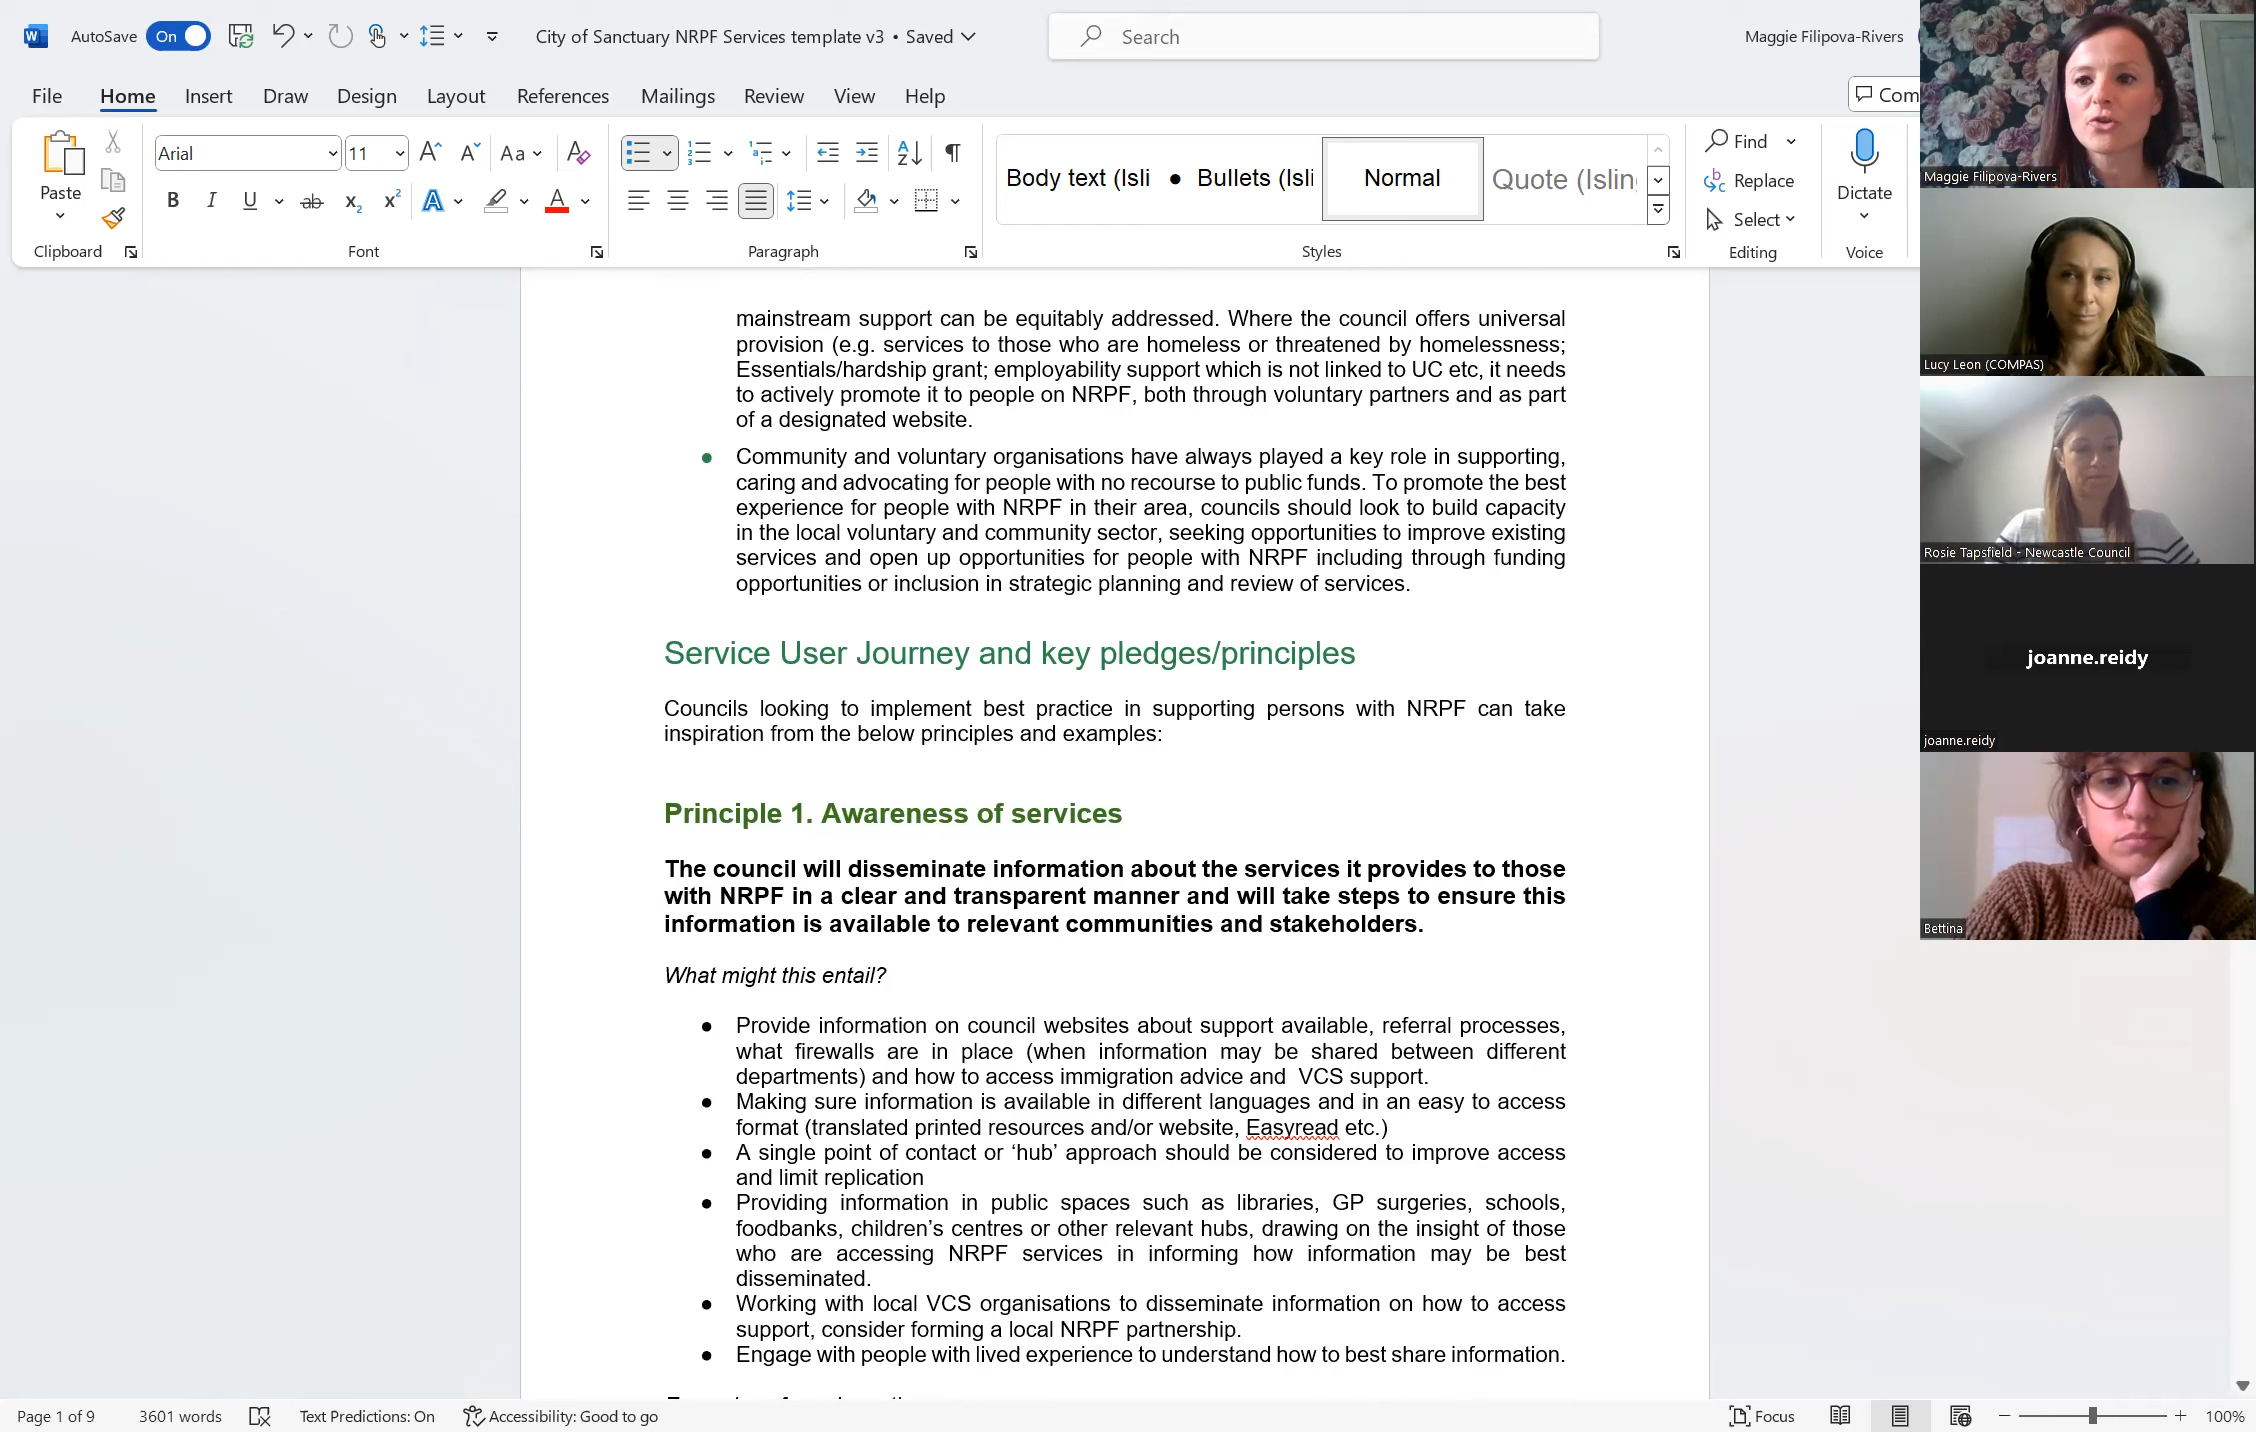 AutoSave On City of Sanctuary NRPF Services template v3 • Saved Search Maggie Filipova-Rivers
File Home Insert Draw Design Layout References Mailings Review View Help Com
Paste
Clipboard
Arial 11
Aa
B I U ab x₂ x² A A
Font
Paragraph
Body text (Isli
Bullets (Isli
Normal
Quote (Isling
Styles
Find
Replace
Select
Editing
Dictate
Voice
mainstream support can be equitably addressed. Where the council offers universal
provision (e.g. services to those who are homeless or threatened by homelessness;
Essentials/hardship grant; employability support which is not linked to UC etc, it needs
to actively promote it to people on NRPF, both through voluntary partners and as part
of a designated website.
● Community and voluntary organisations have always played a key role in supporting,
caring and advocating for people with no recourse to public funds. To promote the best
experience for people with NRPF in their area, councils should look to build capacity
in the local voluntary and community sector, seeking opportunities to improve existing
services and open up opportunities for people with NRPF including through funding
opportunities or inclusion in strategic planning and review of services.
Service User Journey and key pledges/principles
Councils looking to implement best practice in supporting persons with NRPF can take
inspiration from the below principles and examples:
Principle 1. Awareness of services
The council will disseminate information about the services it provides to those
with NRPF in a clear and transparent manner and will take steps to ensure this
information is available to relevant communities and stakeholders.
What might this entail?
● Provide information on council websites about support available, referral processes,
what firewalls are in place (when information may be shared between different
departments) and how to access immigration advice and  VCS support.
● Making sure information is available in different languages and in an easy to access
format (translated printed resources and/or website, Easyread etc.)
● A single point of contact or ‘hub’ approach should be considered to improve access
and limit replication
● Providing information in public spaces such as libraries, GP surgeries, schools,
foodbanks, children’s centres or other relevant hubs, drawing on the insight of those
who are accessing NRPF services in informing how information may be best
disseminated.
● Working with local VCS organisations to disseminate information on how to access
support, consider forming a local NRPF partnership.
● Engage with people with lived experience to understand how to best share information.
Maggie Filipova-Rivers
Lucy Leon (COMPAS)
Rosie Tapsfield - Newcastle Council
joanne.reidy
joanne.reidy
Bettina
Page 1 of 9 3601 words Text Predictions: On Accessibility: Good to go Focus 100%